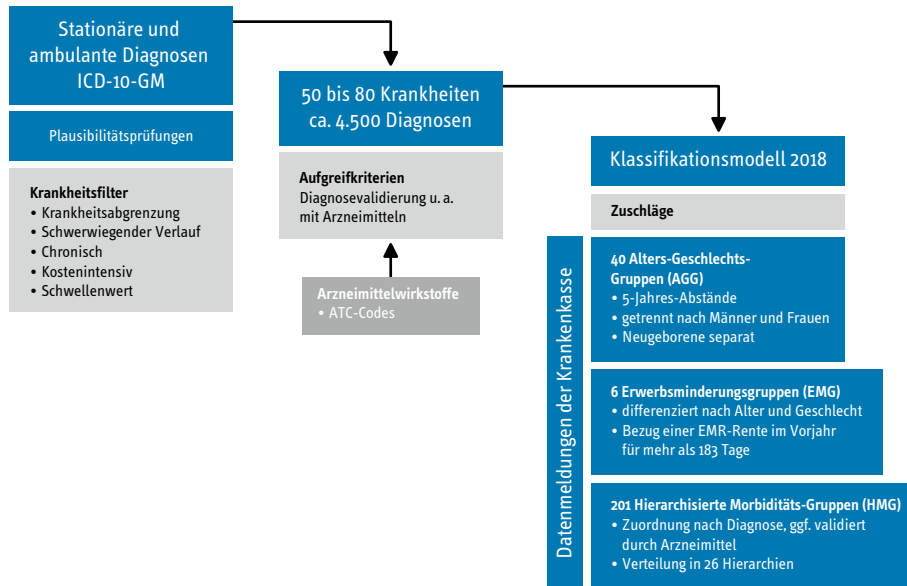 Stationäre und
ambulante Diagnosen
ICD-10-GM
Plausibilitätsprüfungen
Krankheitsfilter
• Krankheitsabgrenzung
• Schwerwiegender Verlauf
• Chronisch
• Kostenintensiv
• Schwellenwert
50 bis 80 Krankheiten
ca. 4.500 Diagnosen
Aufgreifkriterien
Diagnosevalidierung u. a.
mit Arzneimitteln
Arzneimittelwirkstoffe
• ATC-Codes
Klassifikationsmodell 2018
Zuschläge
Datenmeldungen der Krankenkasse
40 Alters-Geschlechts-
Gruppen (AGG)
• 5-Jahres-Abstände
• getrennt nach Männer und Frauen
• Neugeborene separat
6 Erwerbsminderungsgruppen (EMG)
• differenziert nach Alter und Geschlecht
• Bezug einer EMR-Rente im Vorjahr
für mehr als 183 Tage
201 Hierarchisierte Morbiditäts-Gruppen (HMG)
• Zuordnung nach Diagnose, ggf. validiert
durch Arzneimittel
• Verteilung in 26 Hierarchien